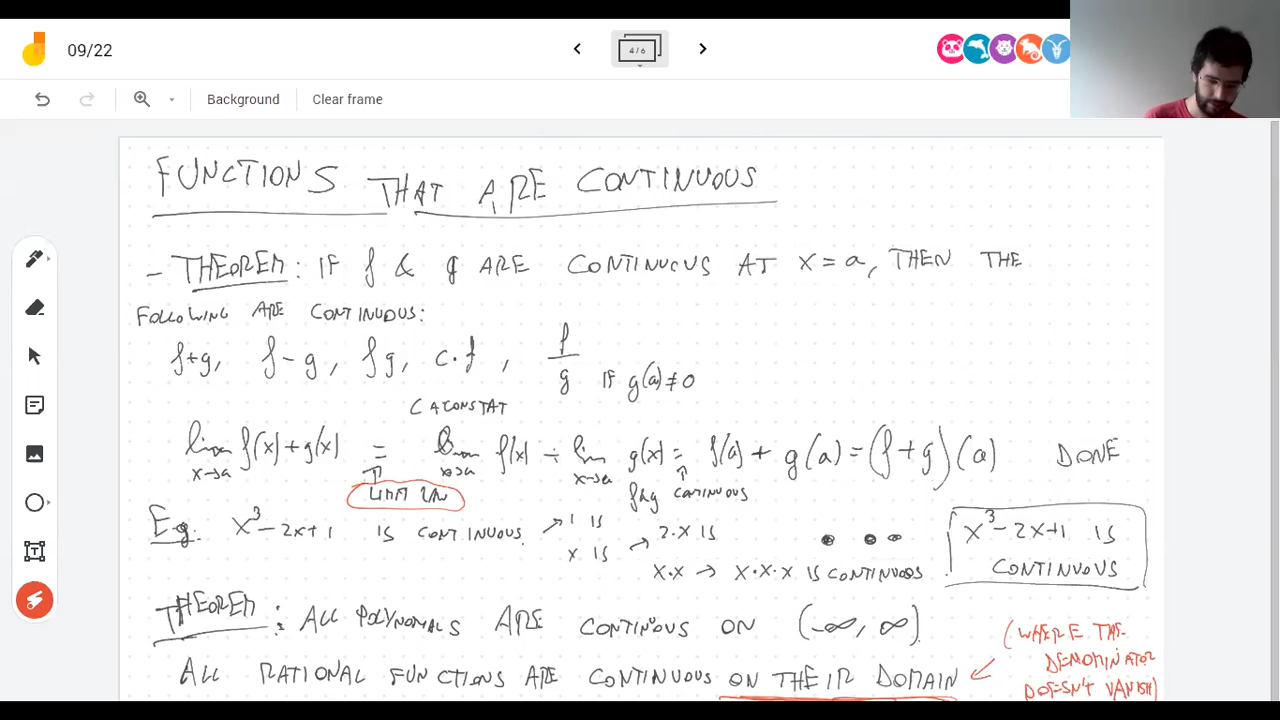 09/22
4/6
Background
Clear frame
FUNCTIONS THAT ARE CONTINUOUS
- THEOREM: IF f & g ARE CONTINUOUS AT x = a, THEN THE
FOLLOWING ARE CONTINUOUS:
f+g, f-g, fg, c.f, f/g IF g(a)≠0
C A CONSTAT
lim x→a f(x)+g(x) = lim x→a f(x) + lim x→a g(x) = f(a) + g(a) = (f+g)(a) DONE
LIMIT LAW
f&g CONTINUOUS
E.g.: x³-2x+1 IS CONTINUOUS. → 1 IS
x IS → 2.x IS
x.x → x.x.x IS CONTINUOUS
...
x³-2x+1 IS
CONTINUOUS
THEOREM: ALL POLYNOMIALS ARE CONTINUOUS ON (-∞, ∞)
ALL RATIONAL FUNCTIONS ARE CONTINUOUS ON THEIR DOMAIN ←
(WHERE THE
DENOMINATOR
DOESN'T VANISH)